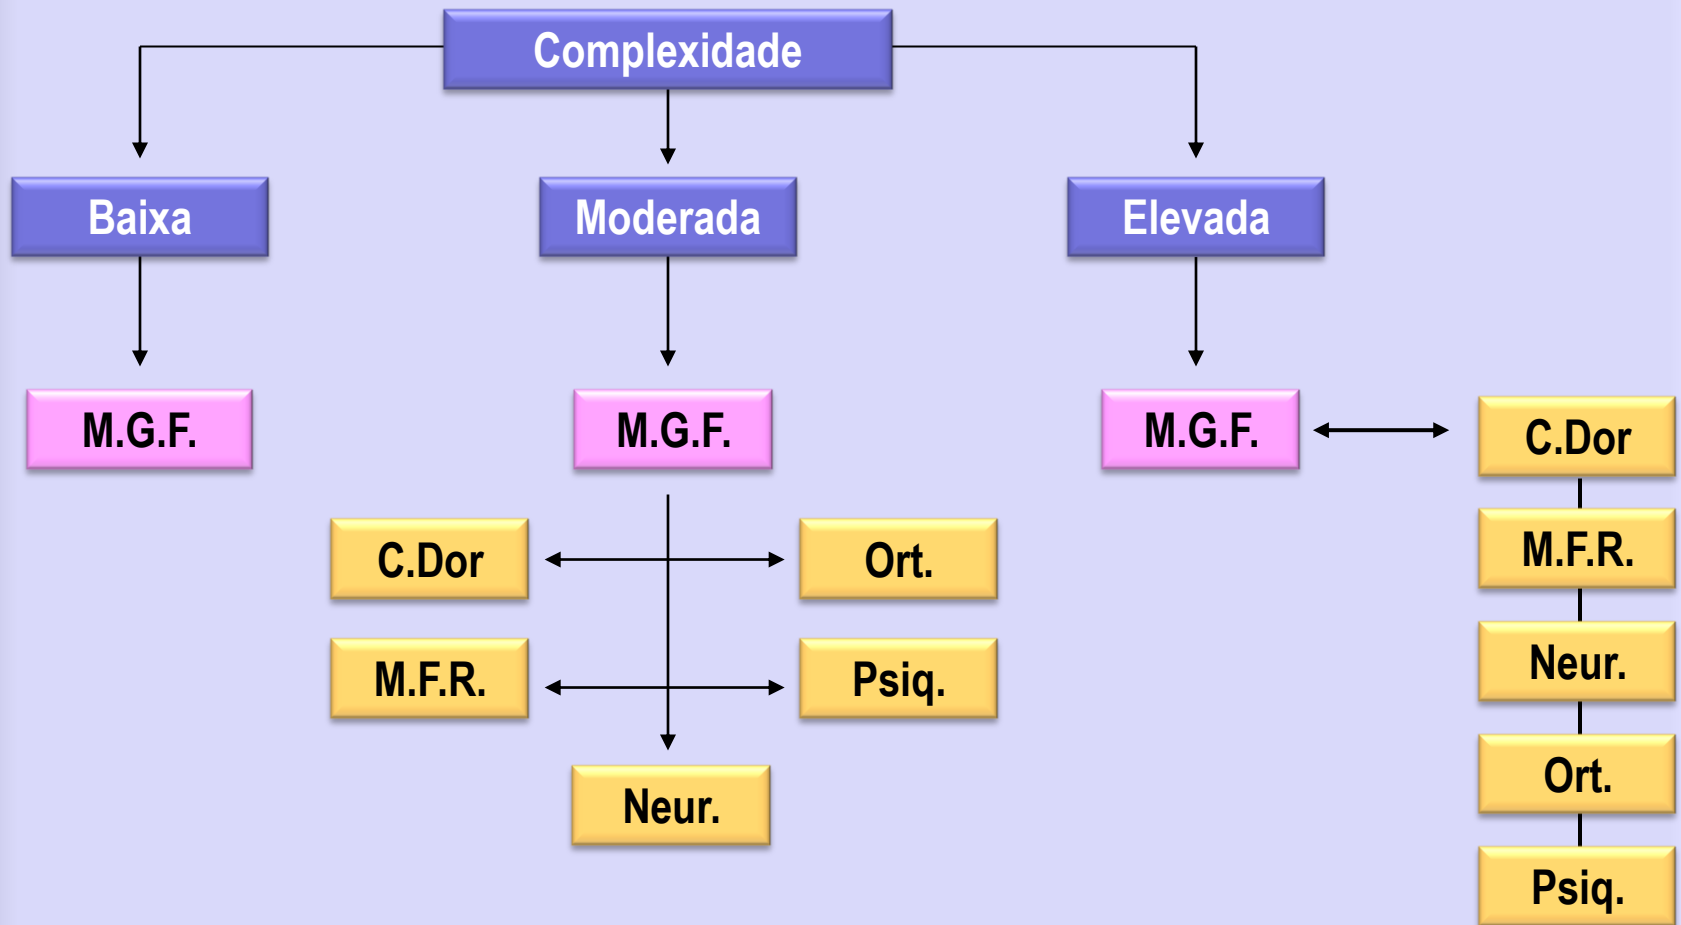 Complexidade
Baixa
Moderada
Elevada
M.G.F.
M.G.F.
M.G.F.
C.Dor
C.Dor
Ort.
M.F.R.
M.F.R.
Psiq.
Neur.
Neur.
Ort.
Psiq.